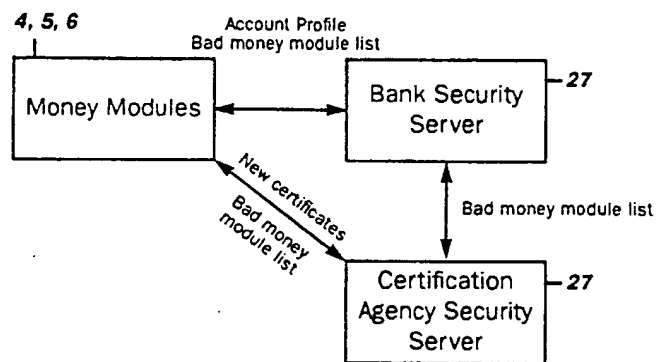 4, 5, 6
Account Profile
Bad money module list
Money Modules
Bank Security
Server
27
New certificates
Bad money
module list
Bad money module list
Certification
Agency Security
Server
27